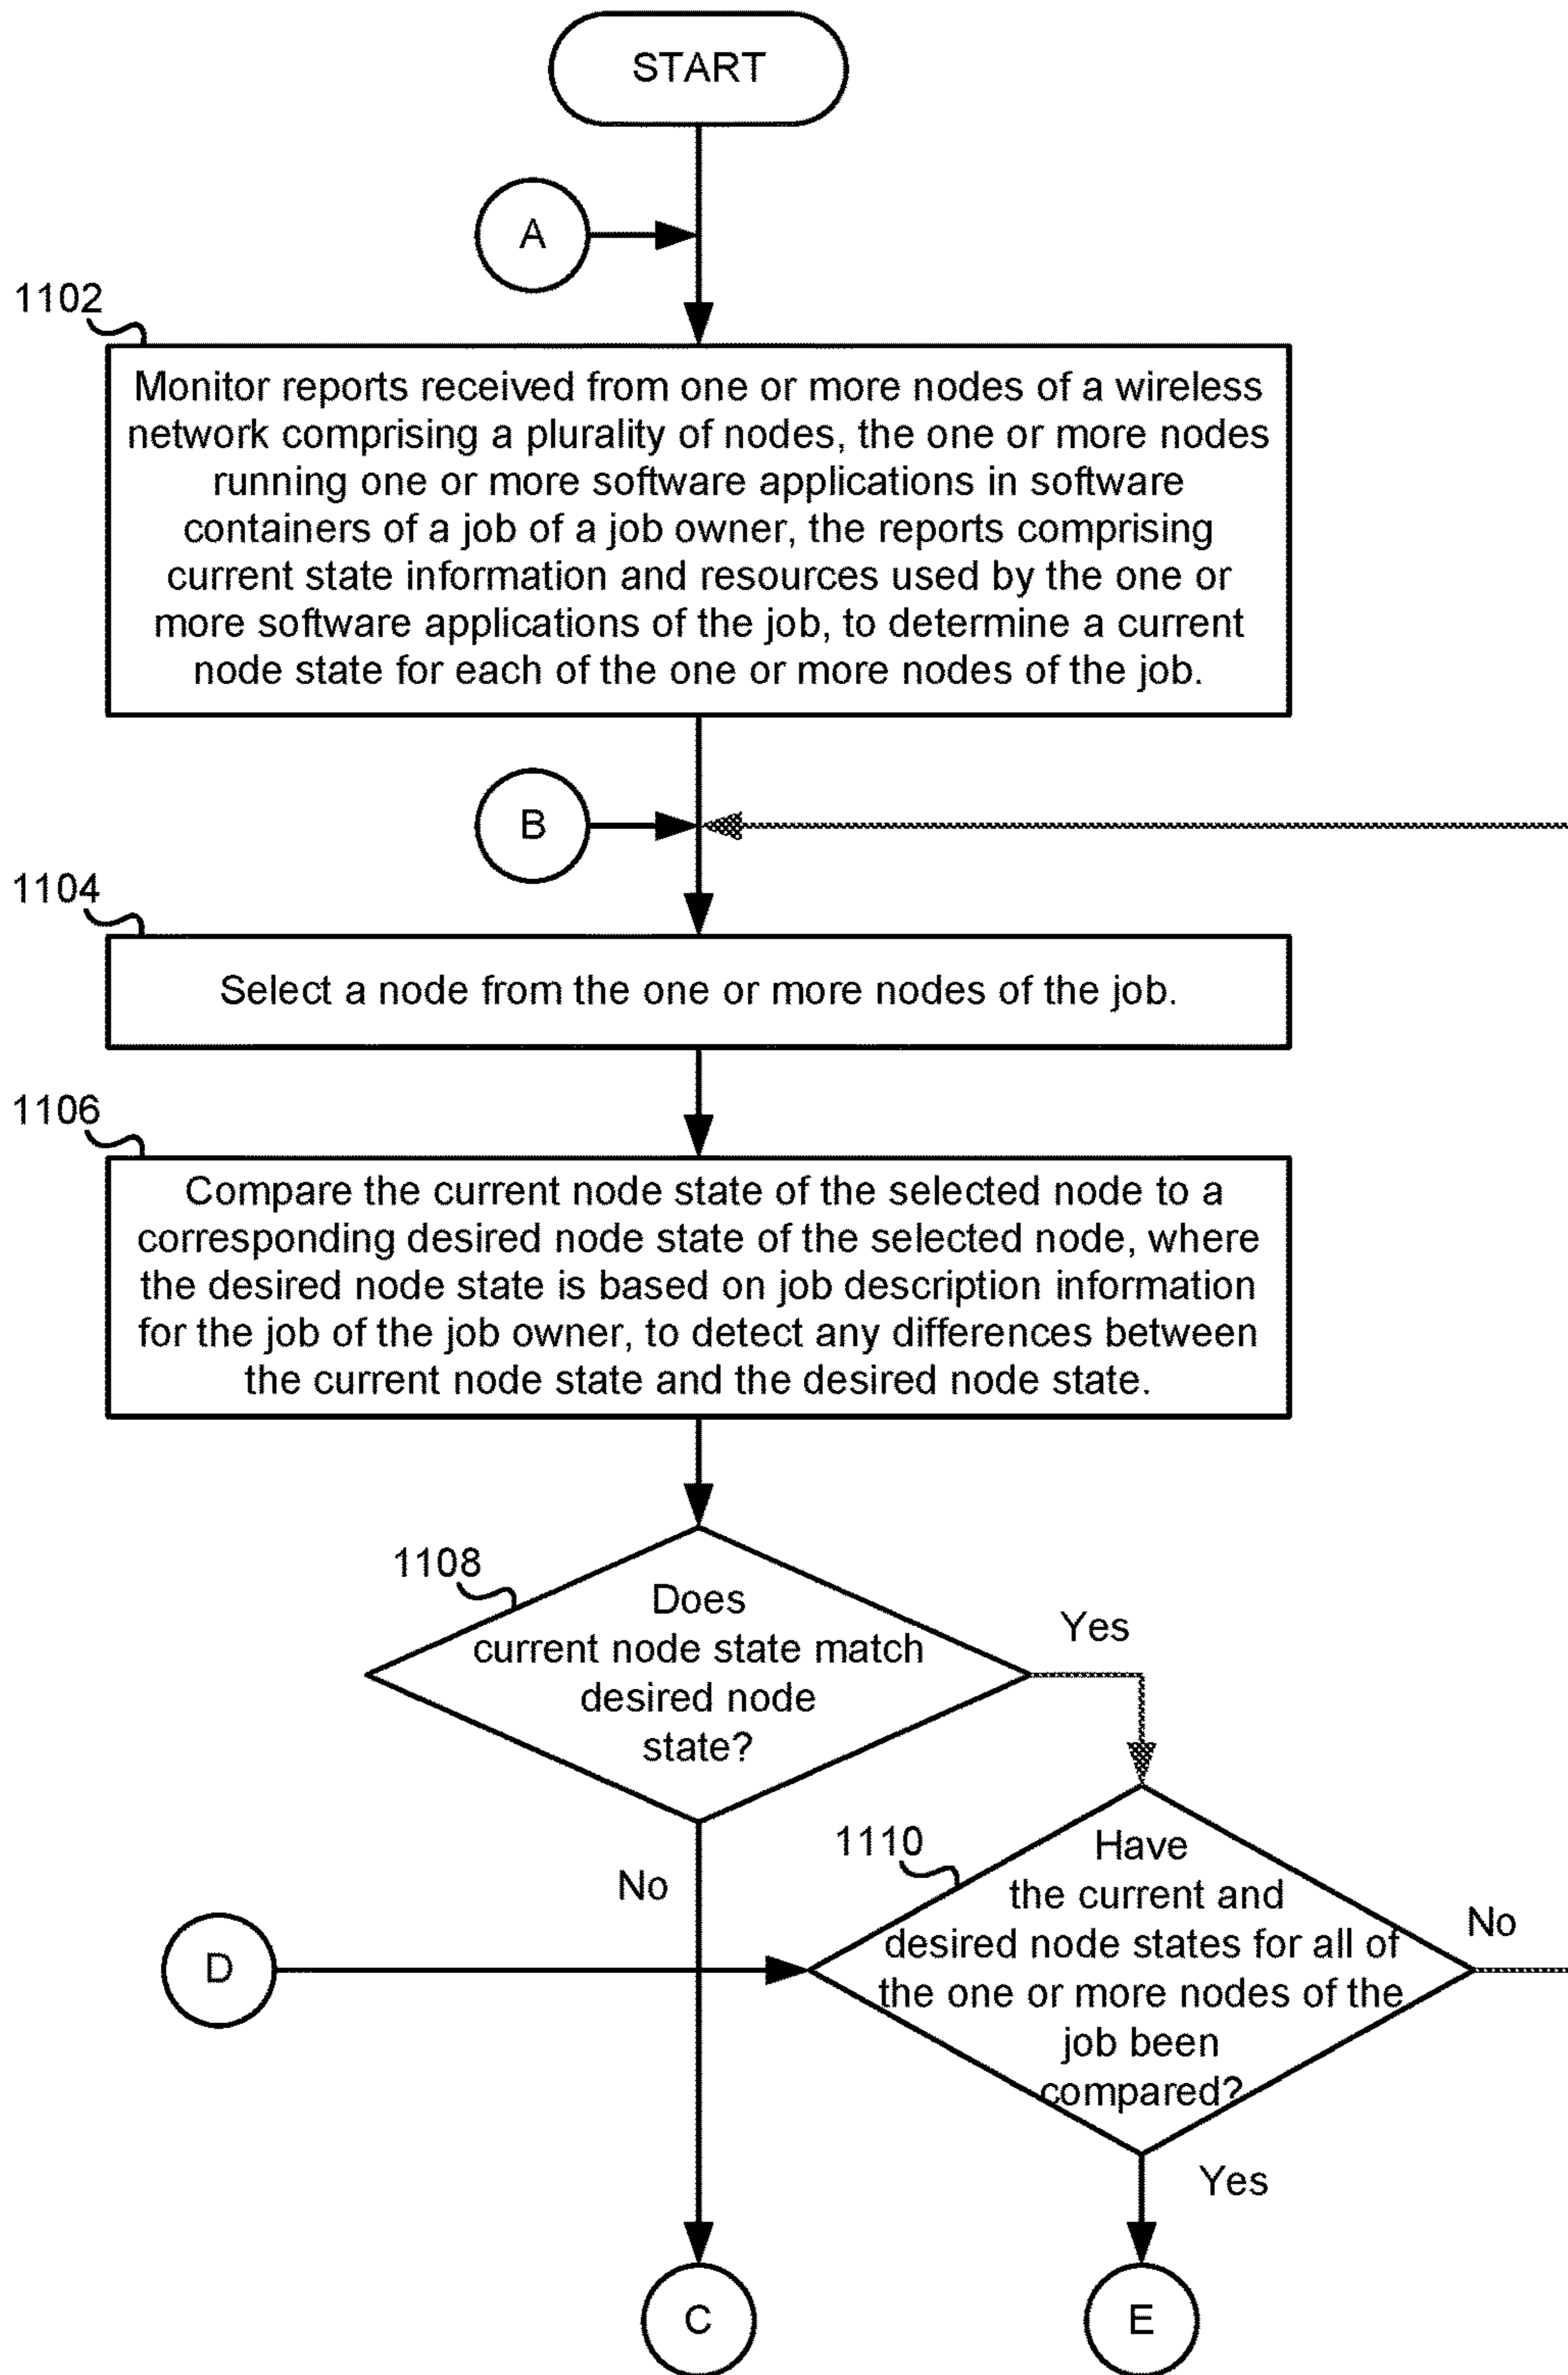 START
A
1102
Monitor reports received from one or more nodes of a wireless
network comprising a plurality of nodes, the one or more nodes
running one or more software applications in software
containers of a job of a job owner, the reports comprising
current state information and resources used by the one or
more software applications of the job, to determine a current
node state for each of the one or more nodes of the job.
B
1104
Select a node from the one or more nodes of the job.
1106
Compare the current node state of the selected node to a
corresponding desired node state of the selected node, where
the desired node state is based on job description information
for the job of the job owner, to detect any differences between
the current node state and the desired node state.
1108
Does
current node state match
desired node
state?
Yes
No
1110
Have
the current and
desired node states for all of
the one or more nodes of the
job been
compared?
No
D
Yes
C
E